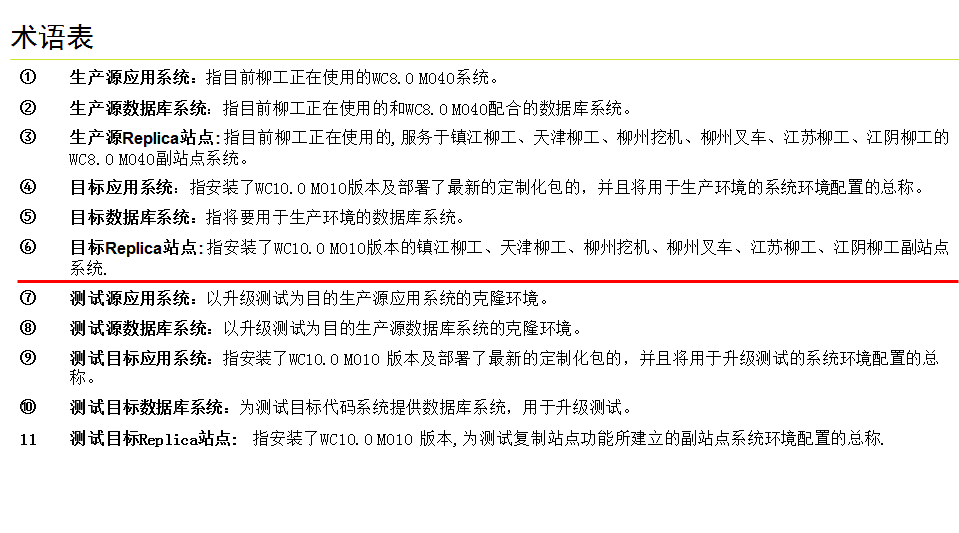 术语表
① 生产源应用系统：指目前柳工正在使用的WC8.0 M040系统。
② 生产源数据库系统：指目前柳工正在使用的和WC8.0 M040配合的数据库系统。
③ 生产源Replica站点:指目前柳工正在使用的,服务于镇江柳工、天津柳工、柳州挖机、柳州叉车、江苏柳工、江阴柳工的
WC8.0 M040副站点系统。
④ 目标应用系统：指安装了WC10.0 M010版本及部署了最新的定制化包的，并且将用于生产环境的系统环境配置的总称。
⑤ 目标数据库系统：指将要用于生产环境的数据库系统。
⑥ 目标Replica站点:指安装了WC10.0 M010版本的镇江柳工、天津柳工、柳州挖机、柳州叉车、江苏柳工、江阴柳工副站点
系统.
⑦ 测试源应用系统：以升级测试为目的生产源应用系统的克隆环境。
⑧ 测试源数据库系统：以升级测试为目的生产源数据库系统的克隆环境。
⑨ 测试目标应用系统：指安装了WC10.0 M010 版本及部署了最新的定制化包的，并且将用于升级测试的系统环境配置的总
称。
⑩ 测试目标数据库系统：为测试目标代码系统提供数据库系统，用于升级测试。
11 测试目标Replica站点: 指安装了WC10.0 M010 版本,为测试复制站点功能所建立的副站点系统环境配置的总称.